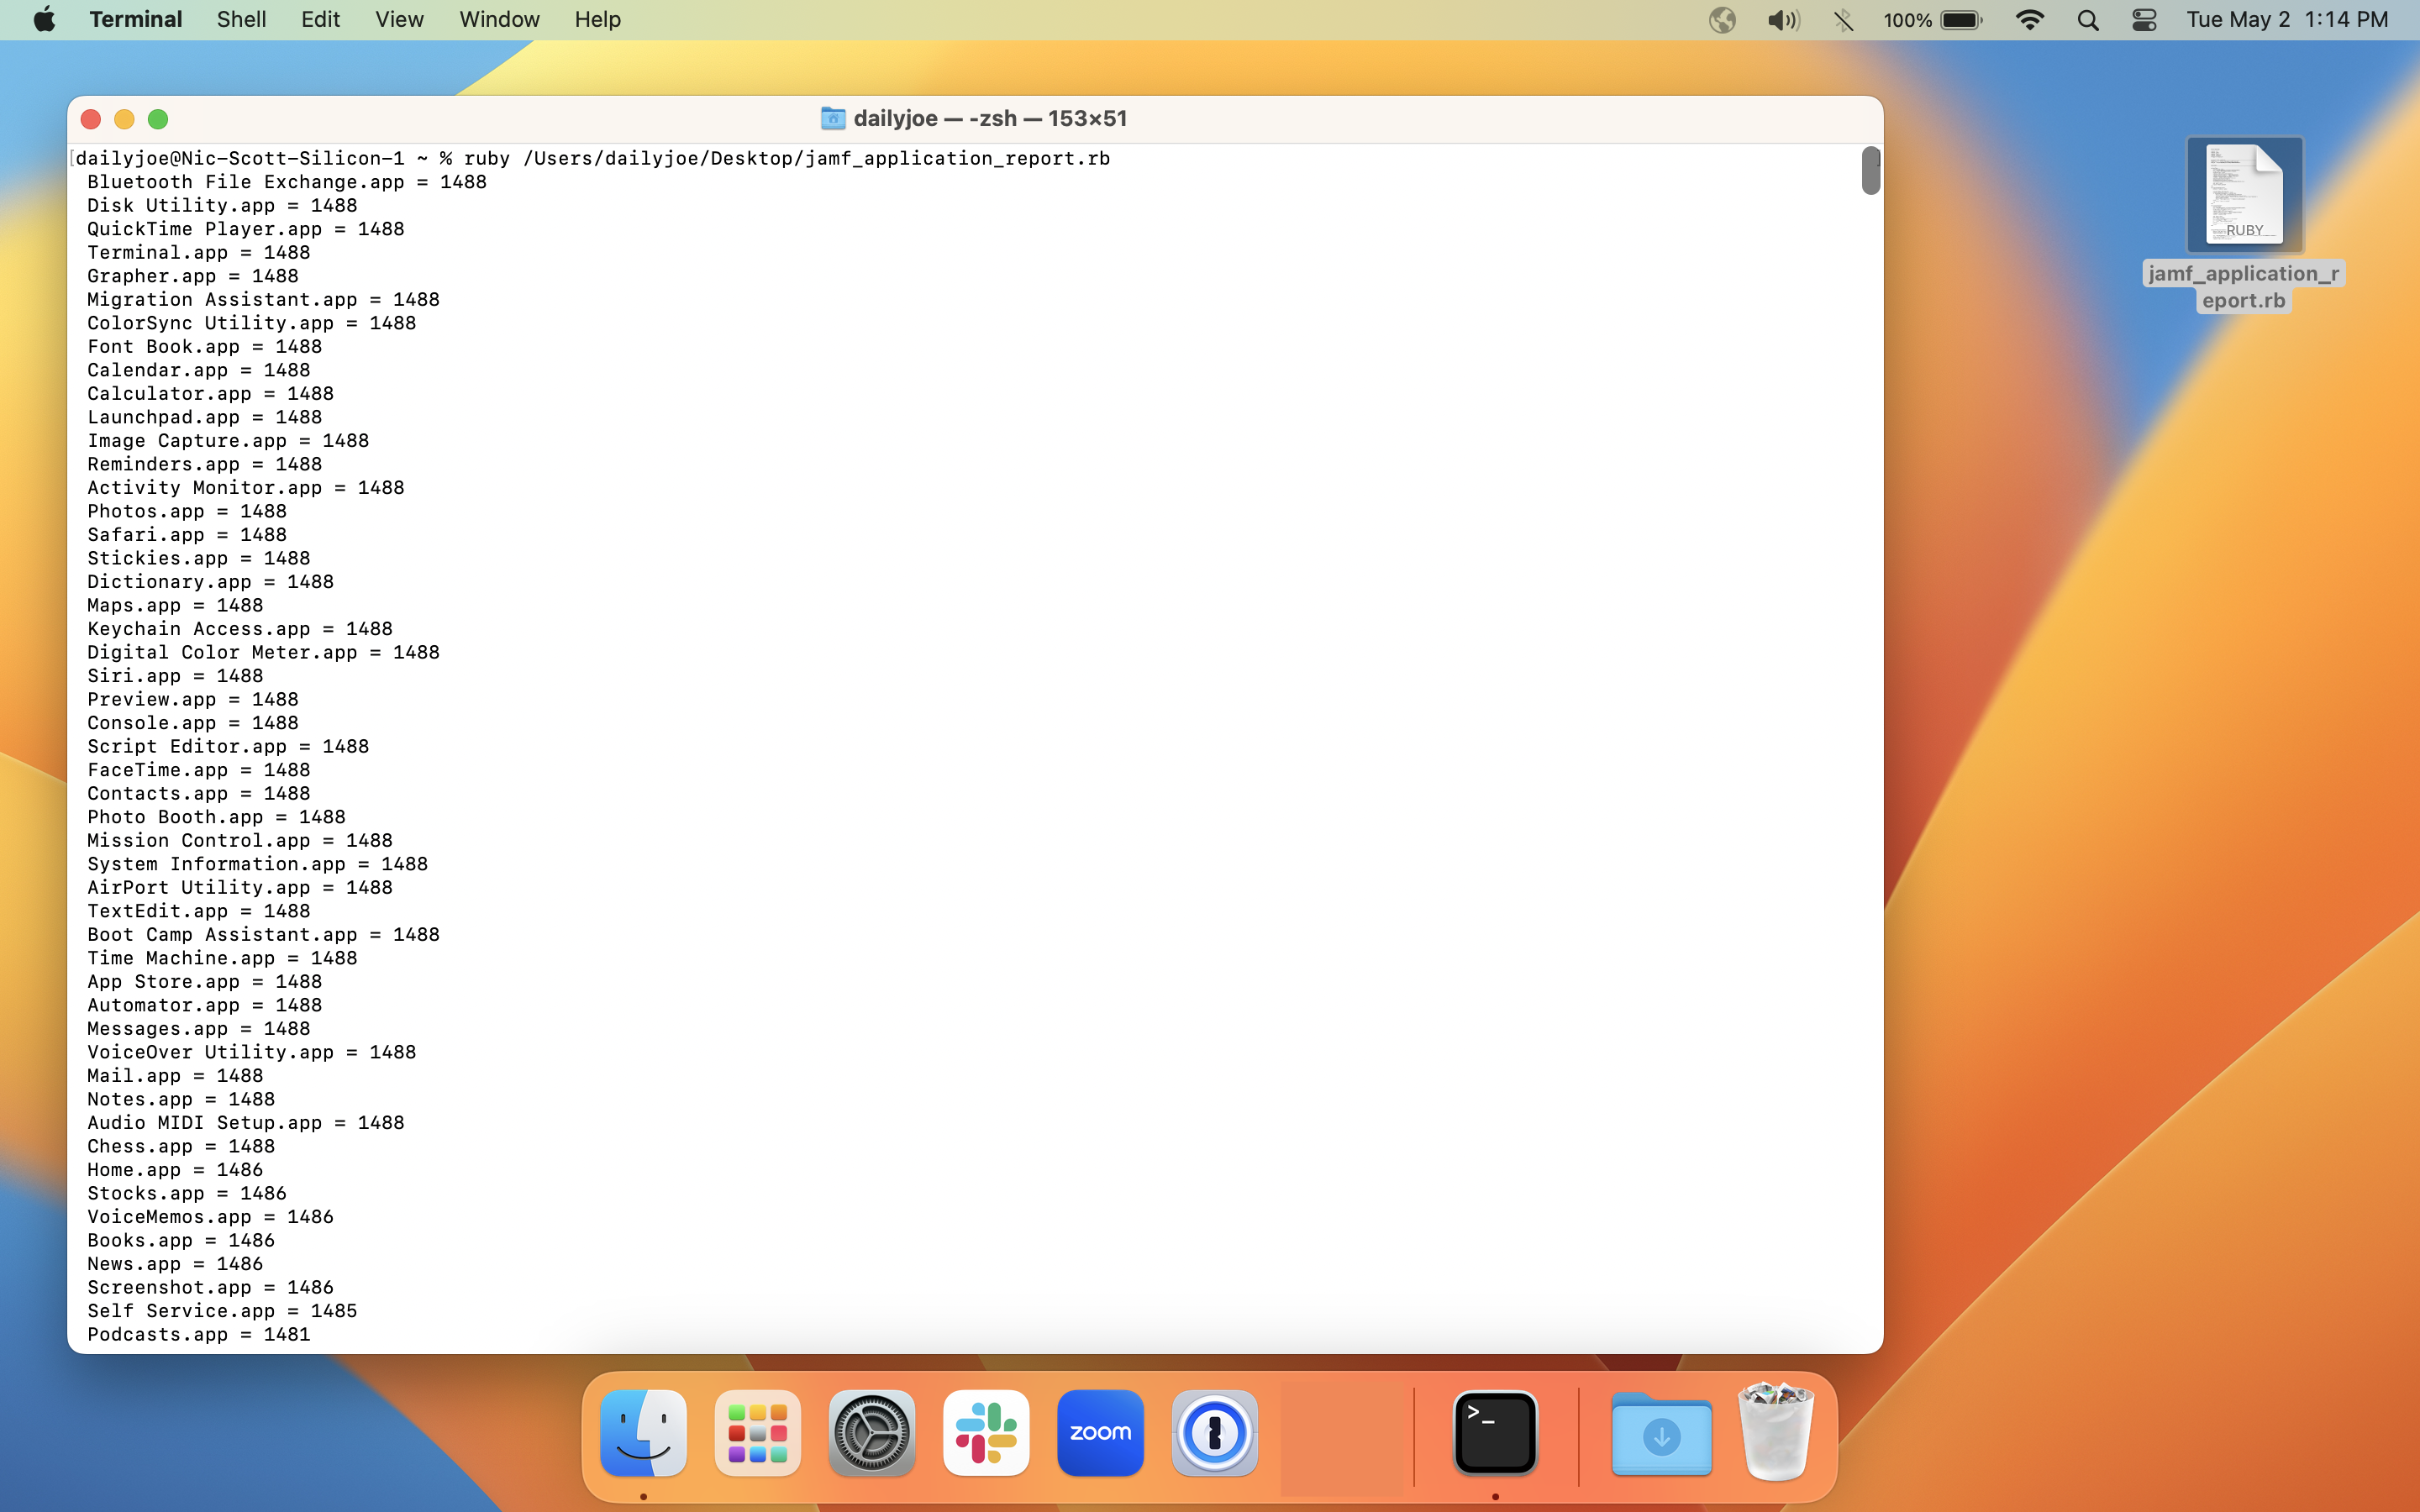 Terminal Shell Edit View Window Help 100% Tue May 2 1:14 PM
dailyjoe — -zsh — 153×51
[dailyjoe@Nic-Scott-Silicon-1 ~ % ruby /Users/dailyjoe/Desktop/jamf_application_report.rb ]
Bluetooth File Exchange.app = 1488
Disk Utility.app = 1488
QuickTime Player.app = 1488
Terminal.app = 1488
Grapher.app = 1488
Migration Assistant.app = 1488
ColorSync Utility.app = 1488
Font Book.app = 1488
Calendar.app = 1488
Calculator.app = 1488
Launchpad.app = 1488
Image Capture.app = 1488
Reminders.app = 1488
Activity Monitor.app = 1488
Photos.app = 1488
Safari.app = 1488
Stickies.app = 1488
Dictionary.app = 1488
Maps.app = 1488
Keychain Access.app = 1488
Digital Color Meter.app = 1488
Siri.app = 1488
Preview.app = 1488
Console.app = 1488
Script Editor.app = 1488
FaceTime.app = 1488
Contacts.app = 1488
Photo Booth.app = 1488
Mission Control.app = 1488
System Information.app = 1488
AirPort Utility.app = 1488
TextEdit.app = 1488
Boot Camp Assistant.app = 1488
Time Machine.app = 1488
App Store.app = 1488
Automator.app = 1488
Messages.app = 1488
VoiceOver Utility.app = 1488
Mail.app = 1488
Notes.app = 1488
Audio MIDI Setup.app = 1488
Chess.app = 1488
Home.app = 1486
Stocks.app = 1486
VoiceMemos.app = 1486
Books.app = 1486
News.app = 1486
Screenshot.app = 1486
Self Service.app = 1485
Podcasts.app = 1481
RUBY
jamf_application_r
eport.rb
zoom
>_